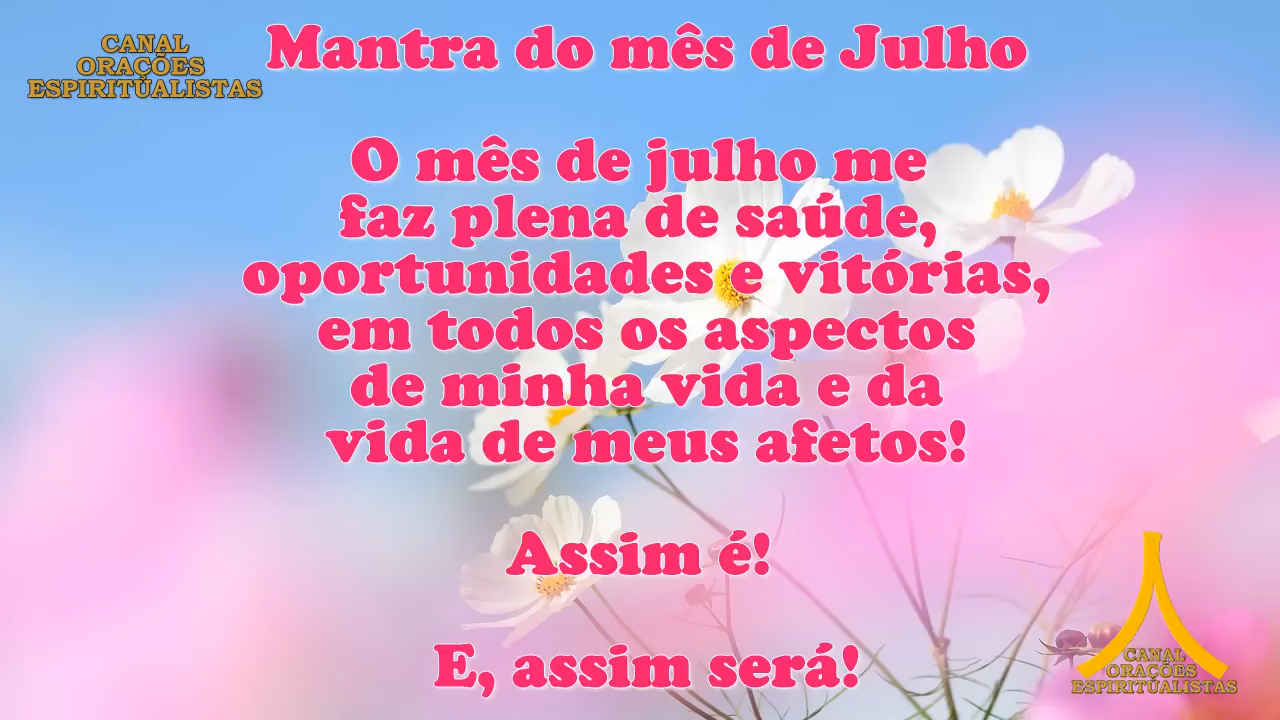 CANAL
ORAÇÕES
ESPIRITUALISTAS
Mantra do mês de Julho
O mês de julho me
faz plena de saúde,
oportunidades e vitórias,
em todos os aspectos
de minha vida e da
vida de meus afetos!
Assim é!
E, assim será!
CANAL
ORAÇÕES
ESPIRITUALISTAS